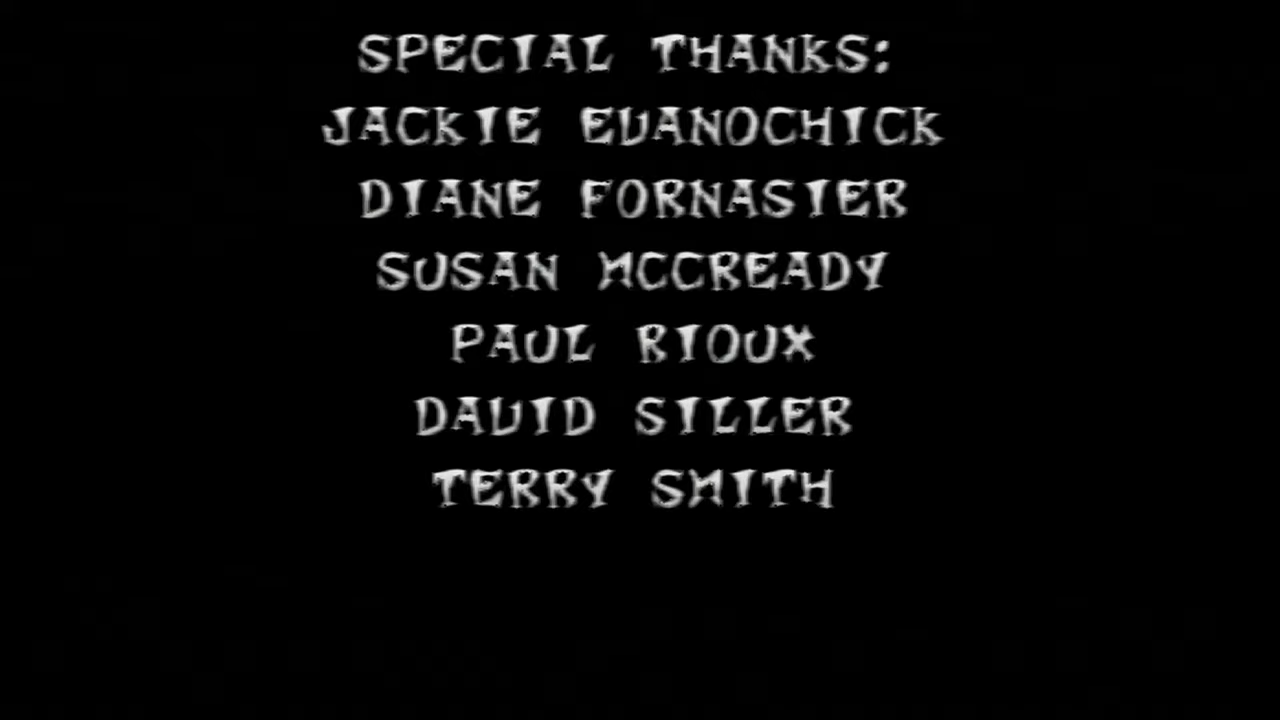 SPECIAL THANKS:
JACKIE EVANOCHICK
DIANE FORNASIER
SUSAN MCCREADY
PAUL RIOUX
DAVID SILLER
TERRY SMITH